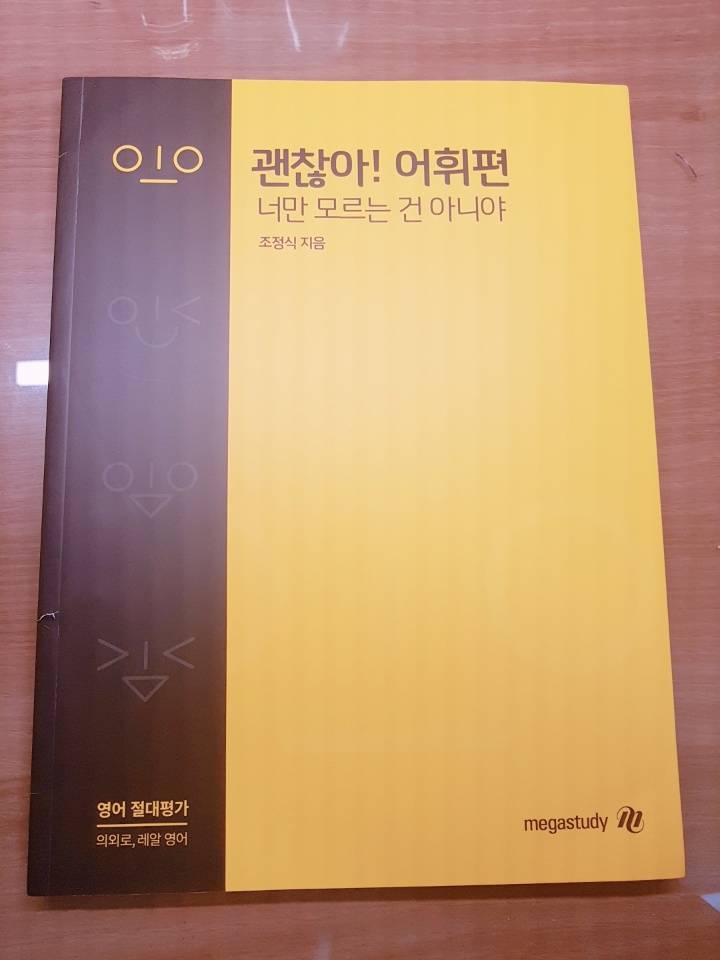 괜찮아! 어휘편
너만 모르는 건 아니야
조정식 지음
영어 절대평가
의외로, 레알 영어
megastudy